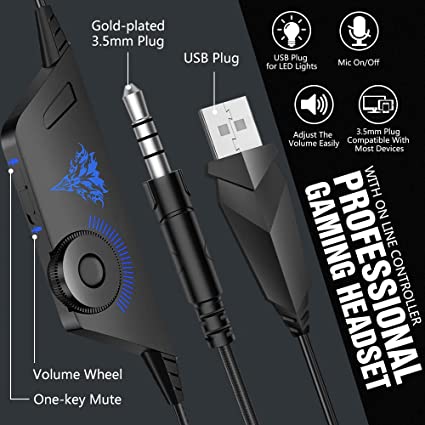 Gold-plated
3.5mm Plug
USB Plug
USB Plug
for LED Lights
Mic On/Off
Adjust The
Volume Easily
3.5mm Plug
Compatible With
Most Devices
WITH ON LINE CONTROLLER
PROFESSIONAL
GAMING HEADSET
Volume Wheel
One-key Mute